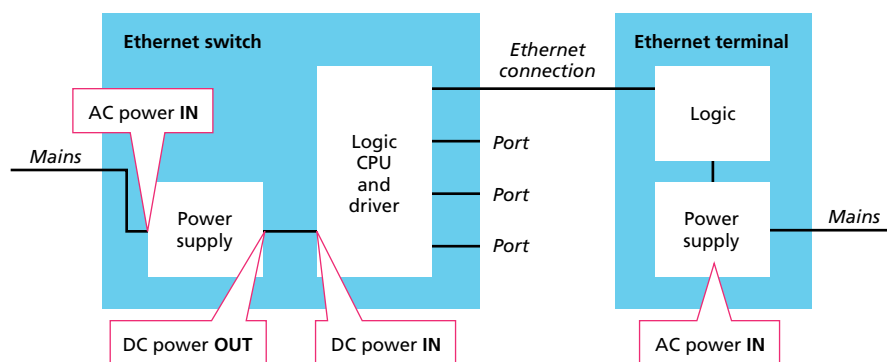 Ethernet switch
Ethernet
connection
Ethernet terminal
AC power IN
Mains
Power
supply
Logic
CPU
and
driver
Port
Port
Port
Logic
Power
supply
Mains
DC power OUT
DC power IN
AC power IN